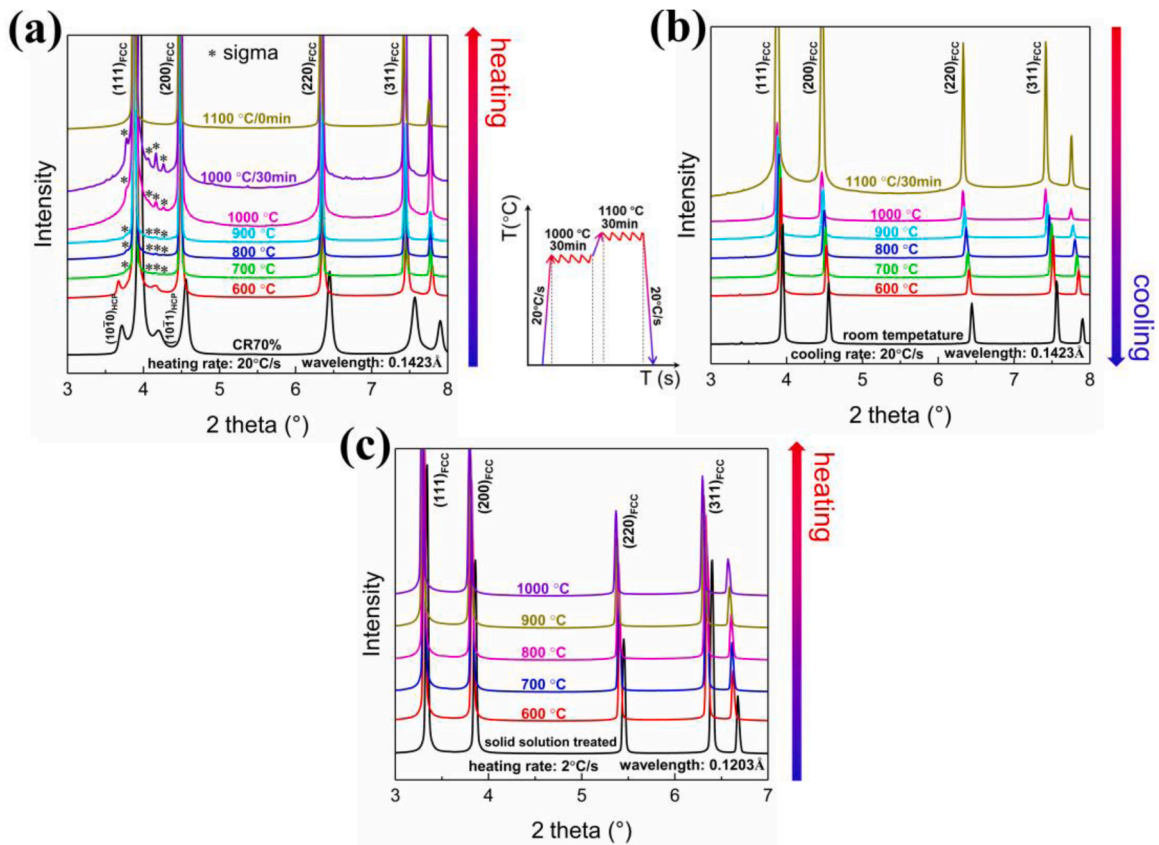 (a)
(111)FCC
* sigma
(200)FCC
(220)FCC
(311)FCC
1100 °C/0min
1000 °C/30min
1000 °C
900 °C
800 °C
700 °C
600 °C
(101̄0)HCP
(101̄1)HCP
CR70%
heating rate: 20°C/s
wavelength: 0.1423Å
3
4
5
6
7
8
2 theta (°)
Intensity
heating
T(°C)
1100 °C
30min
1000 °C
30min
20°C/s
20°C/s
T (s)
(b)
(111)FCC
(200)FCC
(220)FCC
(311)FCC
1100 °C/30min
1000 °C
900 °C
800 °C
700 °C
600 °C
room tempetature
cooling rate: 20°C/s
wavelength: 0.1423Å
3
4
5
6
7
8
2 theta (°)
Intensity
cooling
(c)
(111)FCC
(200)FCC
(220)FCC
(311)FCC
1000 °C
900 °C
800 °C
700 °C
600 °C
solid solution treated
heating rate: 2°C/s
wavelength: 0.1203Å
3
4
5
6
7
2 theta (°)
Intensity
heating